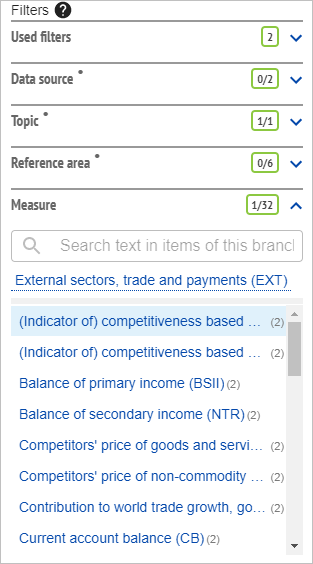 Filters ?
Used filters 2
Data source • 0/2
Topic • 1/1
Reference area • 0/6
Measure 1/32
Search text in items of this branch
External sectors, trade and payments (EXT)
(Indicator of) competitiveness based ... (2)
(Indicator of) competitiveness based ... (2)
Balance of primary income (BSII) (2)
Balance of secondary income (NTR) (2)
Competitors' price of goods and servi... (2)
Competitors' price of non-commodity ... (2)
Contribution to world trade growth, go... (2)
Current account balance (CB) (2)